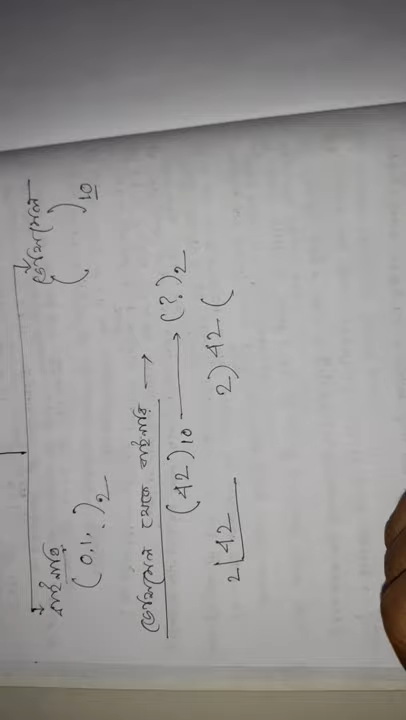 বাইনারি
(0,1,.)₂
ডেসিমেল
( )₁₀
ডেসিমেল থেকে বাইনারি →
(42)₁₀ → (?)₂
2|42 2)42(